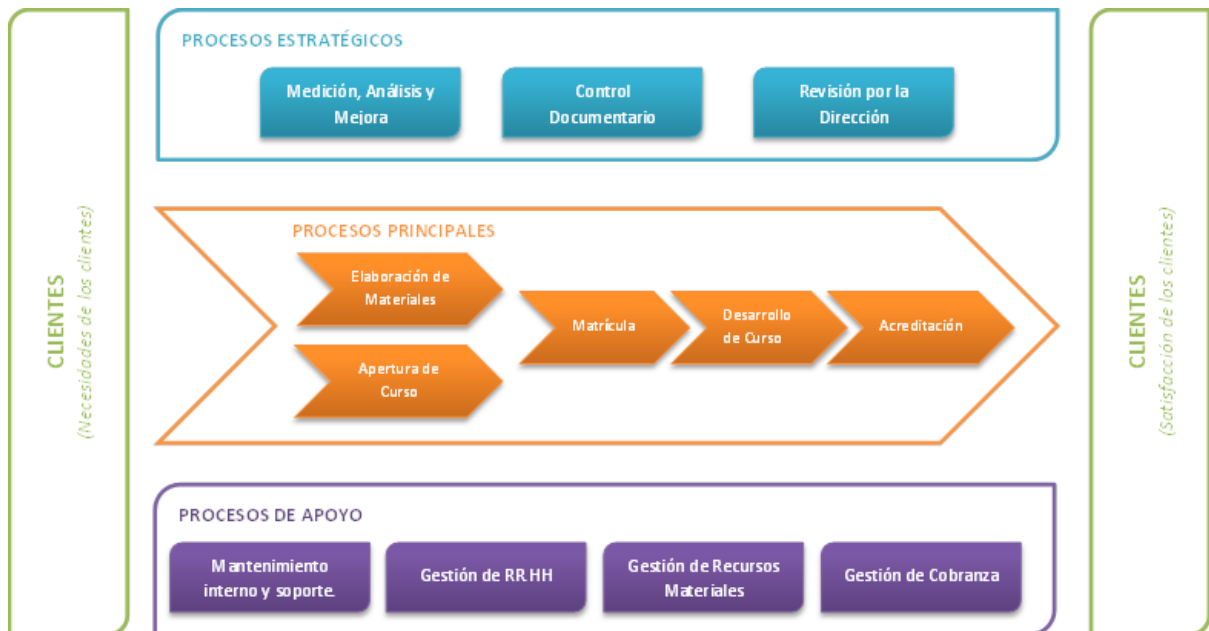 CLIENTES
(Necesidades de los clientes)
PROCESOS ESTRATÉGICOS
Medición, Análisis y
Mejora
Control
Documentario
Revisión por la
Dirección
PROCESOS PRINCIPALES
Elaboración de
Materiales
Apertura de
Curso
Matrícula
Desarrollo
de Curso
Acreditación
PROCESOS DE APOYO
Mantenimiento
interno y soporte.
Gestión de RR HH
Gestión de Recursos
Materiales
Gestión de Cobranza
CLIENTES
(Satisfacción de los clientes)